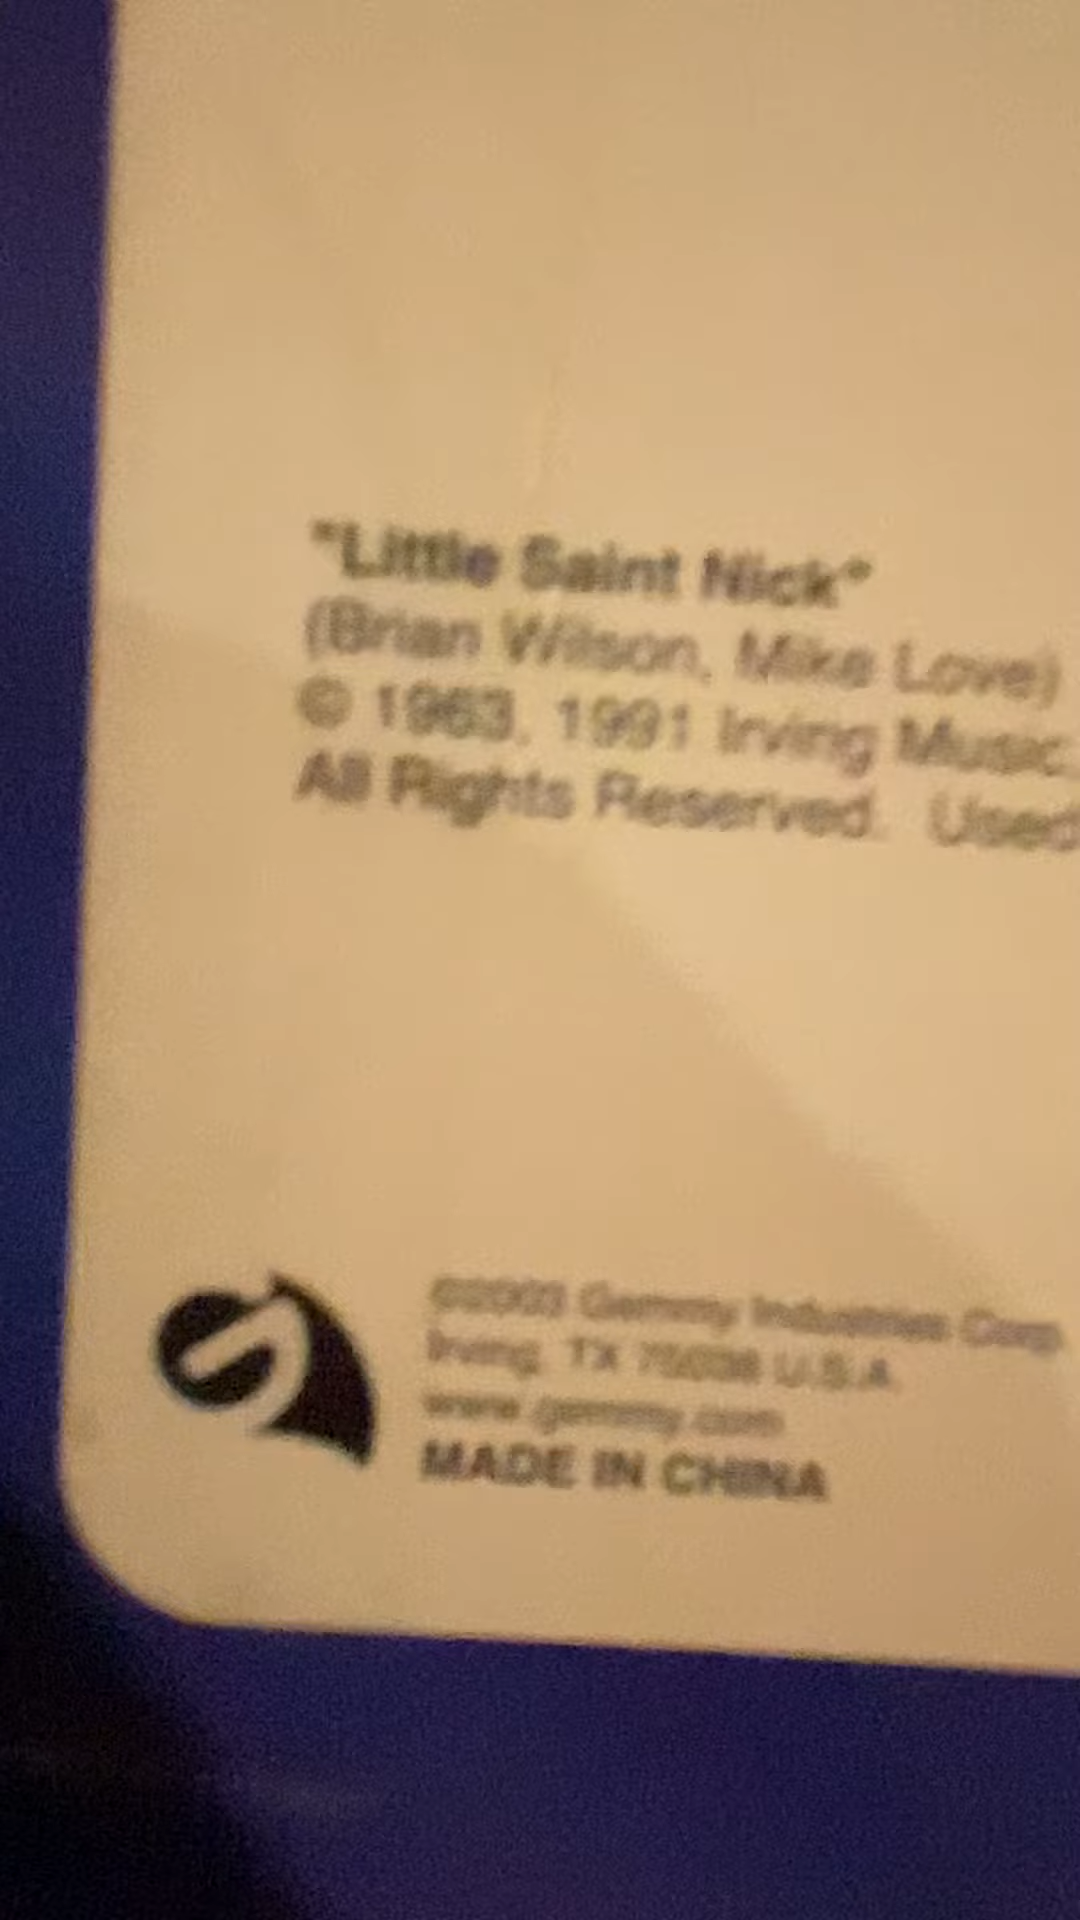 "Little Saint Nick"
(Brian Wilson, Mike Love)
© 1963, 1991 Irving Music,
All Rights Reserved. Used
Gemmy Industries Corp.
Irving, TX 75038 U.S.A.
www.gemmy.com
MADE IN CHINA